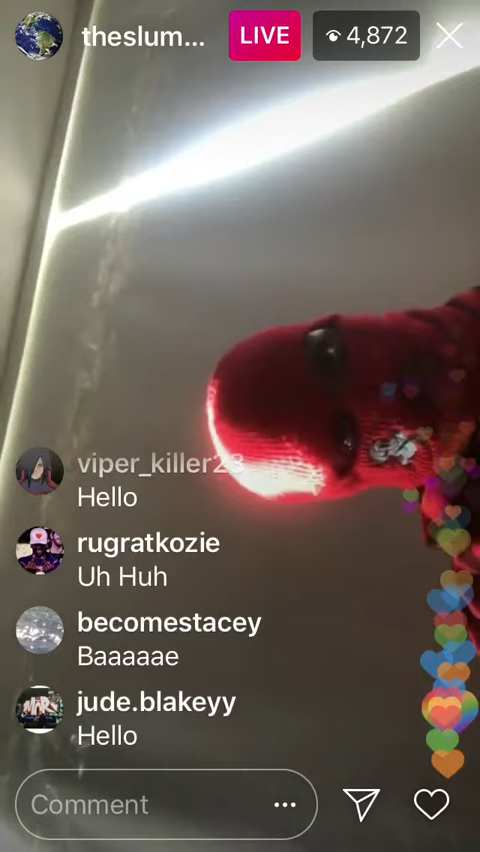 theslum...
LIVE
4,872
viper_killer23
Hello
rugratkozie
Uh Huh
becomestacey
Baaaaae
jude.blakeyy
Hello
Comment